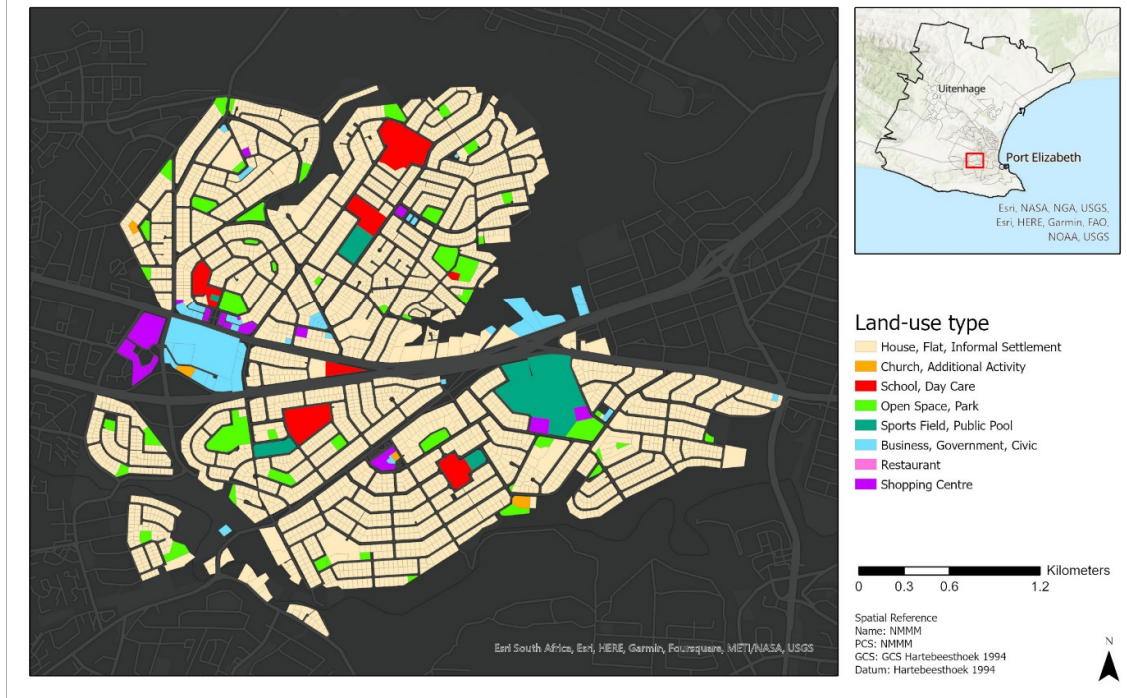 Uitenhage
Port Elizabeth
Esri, NASA, NGA, USGS,
Esri, HERE, Garmin, FAO,
NOAA, USGS
Land-use type
House, Flat, Informal Settlement
Church, Additional Activity
School, Day Care
Open Space, Park
Sports Field, Public Pool
Business, Government, Civic
Restaurant
Shopping Centre
Kilometers
0 0.3 0.6 1.2
Spatial Reference
Name: NMMM
PCS: NMMM
GCS: GCS Hartebeesthoek 1994
Datum: Hartebeesthoek 1994
N
Esri South Africa, Esri, HERE, Garmin, Foursquare, METI/NASA, USGS